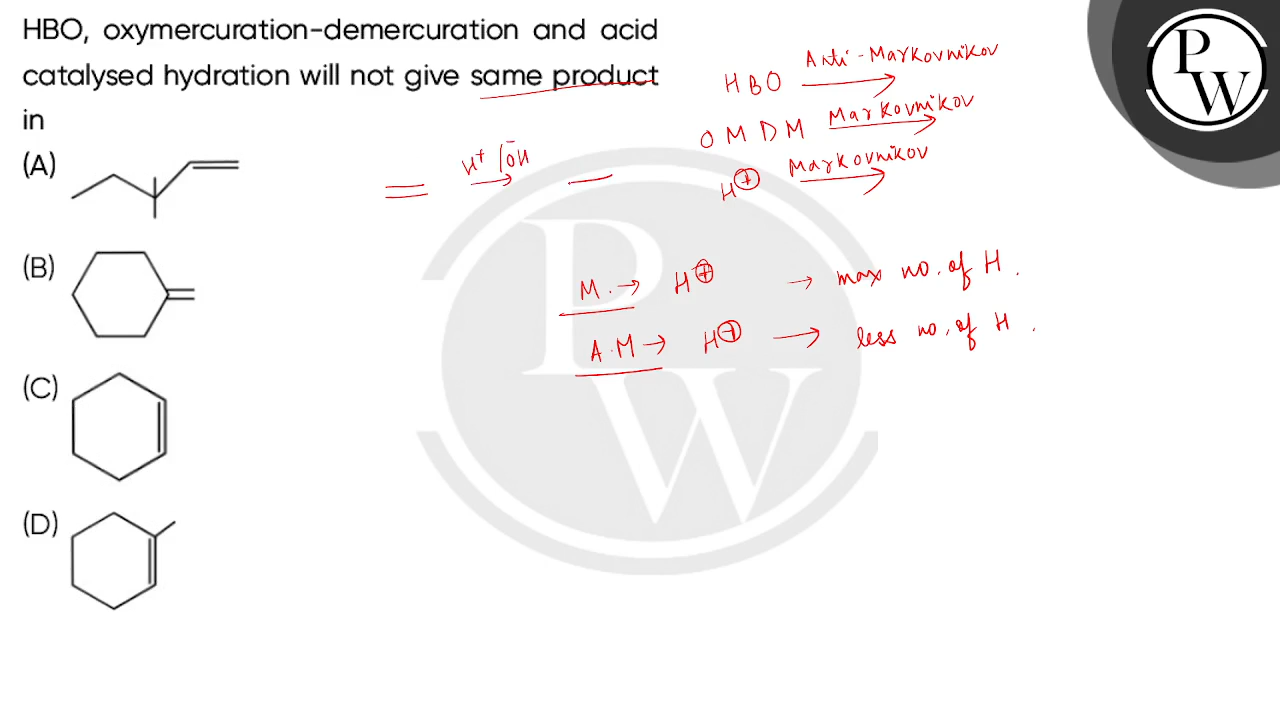 HBO, oxymercuration-demercuration and acid
catalysed hydration will not give same product
in
(A)
(B)
(C)
(D)
H⁺/ŌH
HBO Anti-Markovnikov
OMDM Markovnikov
H⊕ Markovnikov
M. → H⊕ → max no. of H.
A.M → H⊕ → less no. of H.
P
W
P
W